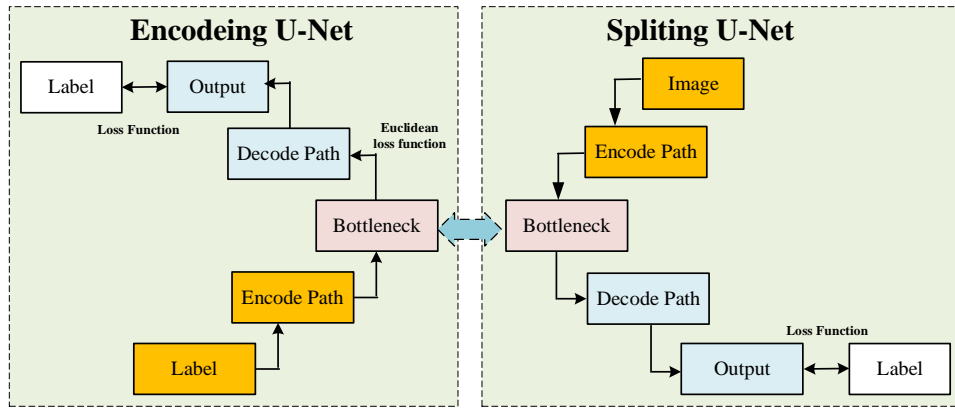 Encodeing U-Net
Label
Output
Loss Function
Euclidean
loss function
Decode Path
Bottleneck
Encode Path
Label
Spliting U-Net
Image
Encode Path
Bottleneck
Decode Path
Loss Function
Output
Label